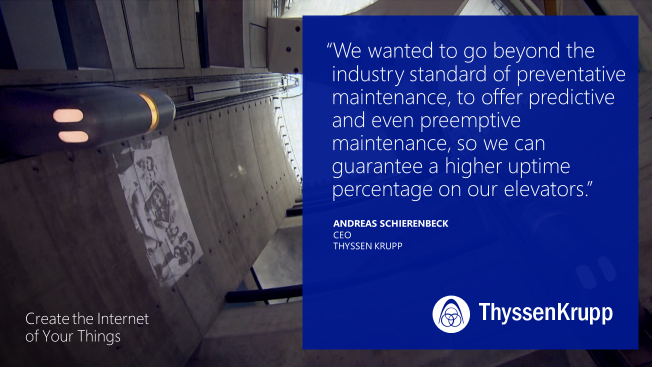 “We wanted to go beyond the
industry standard of preventative
maintenance, to offer predictive
and even preemptive
maintenance, so we can
guarantee a higher uptime
percentage on our elevators.”
ANDREAS SCHIERENBECK
CEO
THYSSEN KRUPP
ThyssenKrupp
Create the Internet
of Your Things